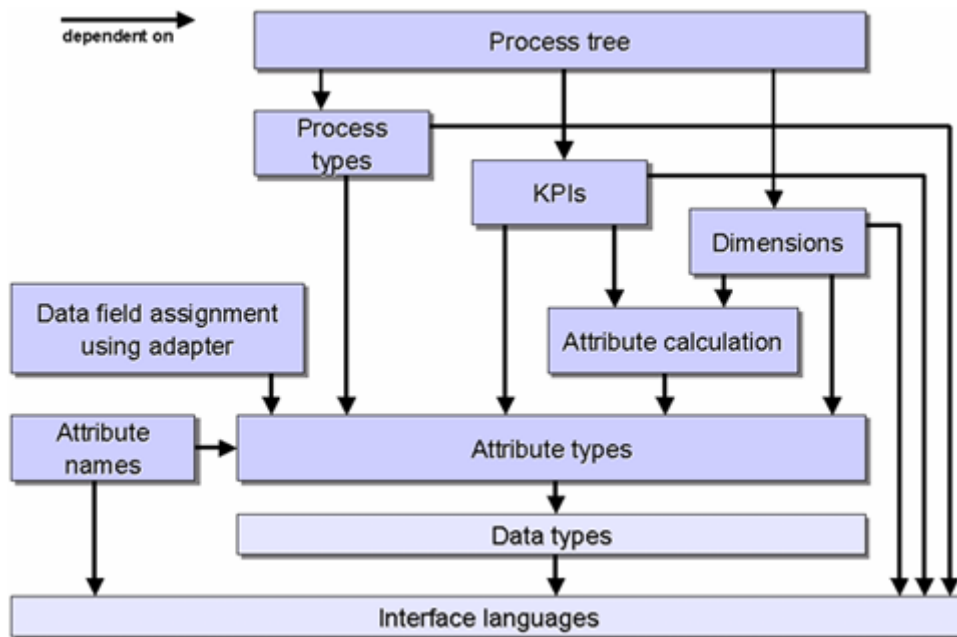 dependent on
Process tree
Process
types
KPIs
Dimensions
Data field assignment
using adapter
Attribute calculation
Attribute
names
Attribute types
Data types
Interface languages